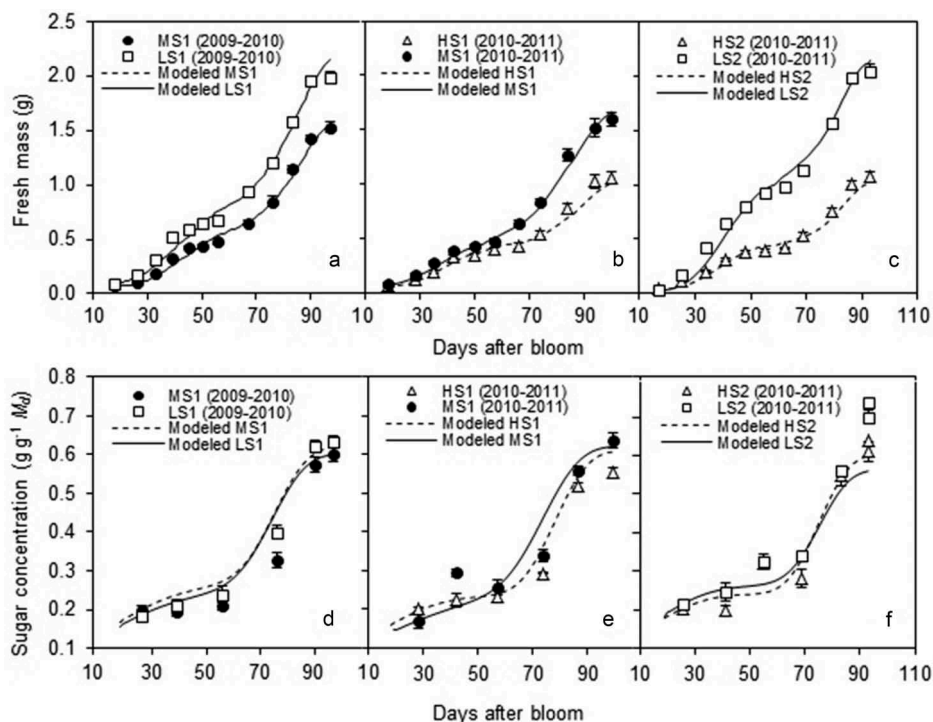 2.5
2.0
1.5
1.0
0.5
0.0
Fresh mass (g)
MS1 (2009-2010)
LS1 (2009-2010)
Modeled MS1
Modeled LS1
a
HS1 (2010-2011)
MS1 (2010-2011)
Modeled HS1
Modeled MS1
b
HS2 (2010-2011)
LS2 (2010-2011)
Modeled HS2
Modeled LS2
c
10 30 50 70 90 10 30 50 70 90 10 30 50 70 90 110
Days after bloom
0.8
0.7
0.6
0.5
0.4
0.3
0.2
0.1
Sugar concentration (g g⁻¹ Md)
MS1 (2009-2010)
LS1 (2009-2010)
Modeled MS1
Modeled LS1
d
HS1 (2010-2011)
MS1 (2010-2011)
Modeled HS1
Modeled MS1
e
HS2 (2010-2011)
LS2 (2010-2011)
Modeled HS2
Modeled LS2
f
10 30 50 70 90 10 30 50 70 90 10 30 50 70 90 110
Days after bloom